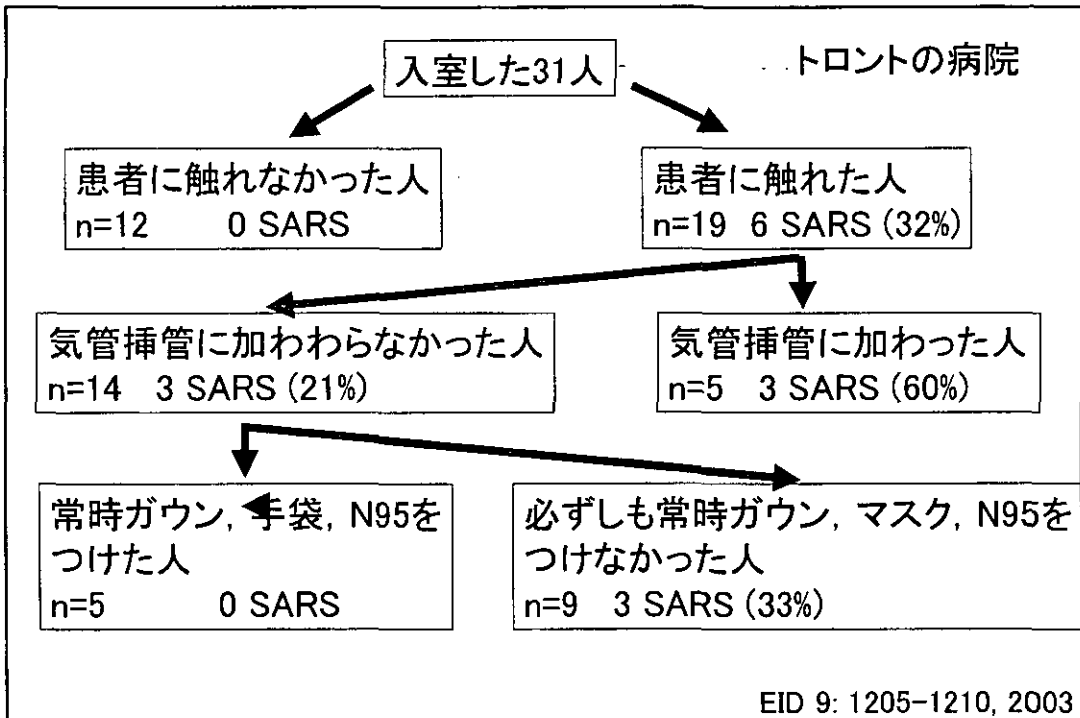 トロントの病院
入室した31人
患者に触れなかった人
n=12 0 SARS
患者に触れた人
n=19 6 SARS (32%)
気管挿管に加わわらなかった人
n=14 3 SARS (21%)
気管挿管に加わった人
n=5 3 SARS (60%)
常時ガウン, 手袋, N95を
つけた人
n=5 0 SARS
必ずしも常時ガウン, マスク, N95を
つけなかった人
n=9 3 SARS (33%)
EID 9: 1205-1210, 2003